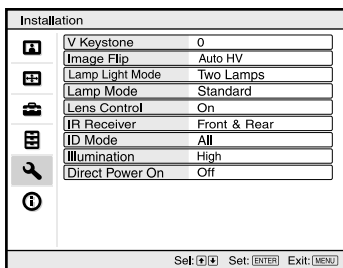 Installation
V Keystone 0
Image Flip Auto HV
Lamp Light Mode Two Lamps
Lamp Mode Standard
Lens Control On
IR Receiver Front & Rear
ID Mode All
Illumination High
Direct Power On Off
Sel: Set: ENTER Exit: MENU